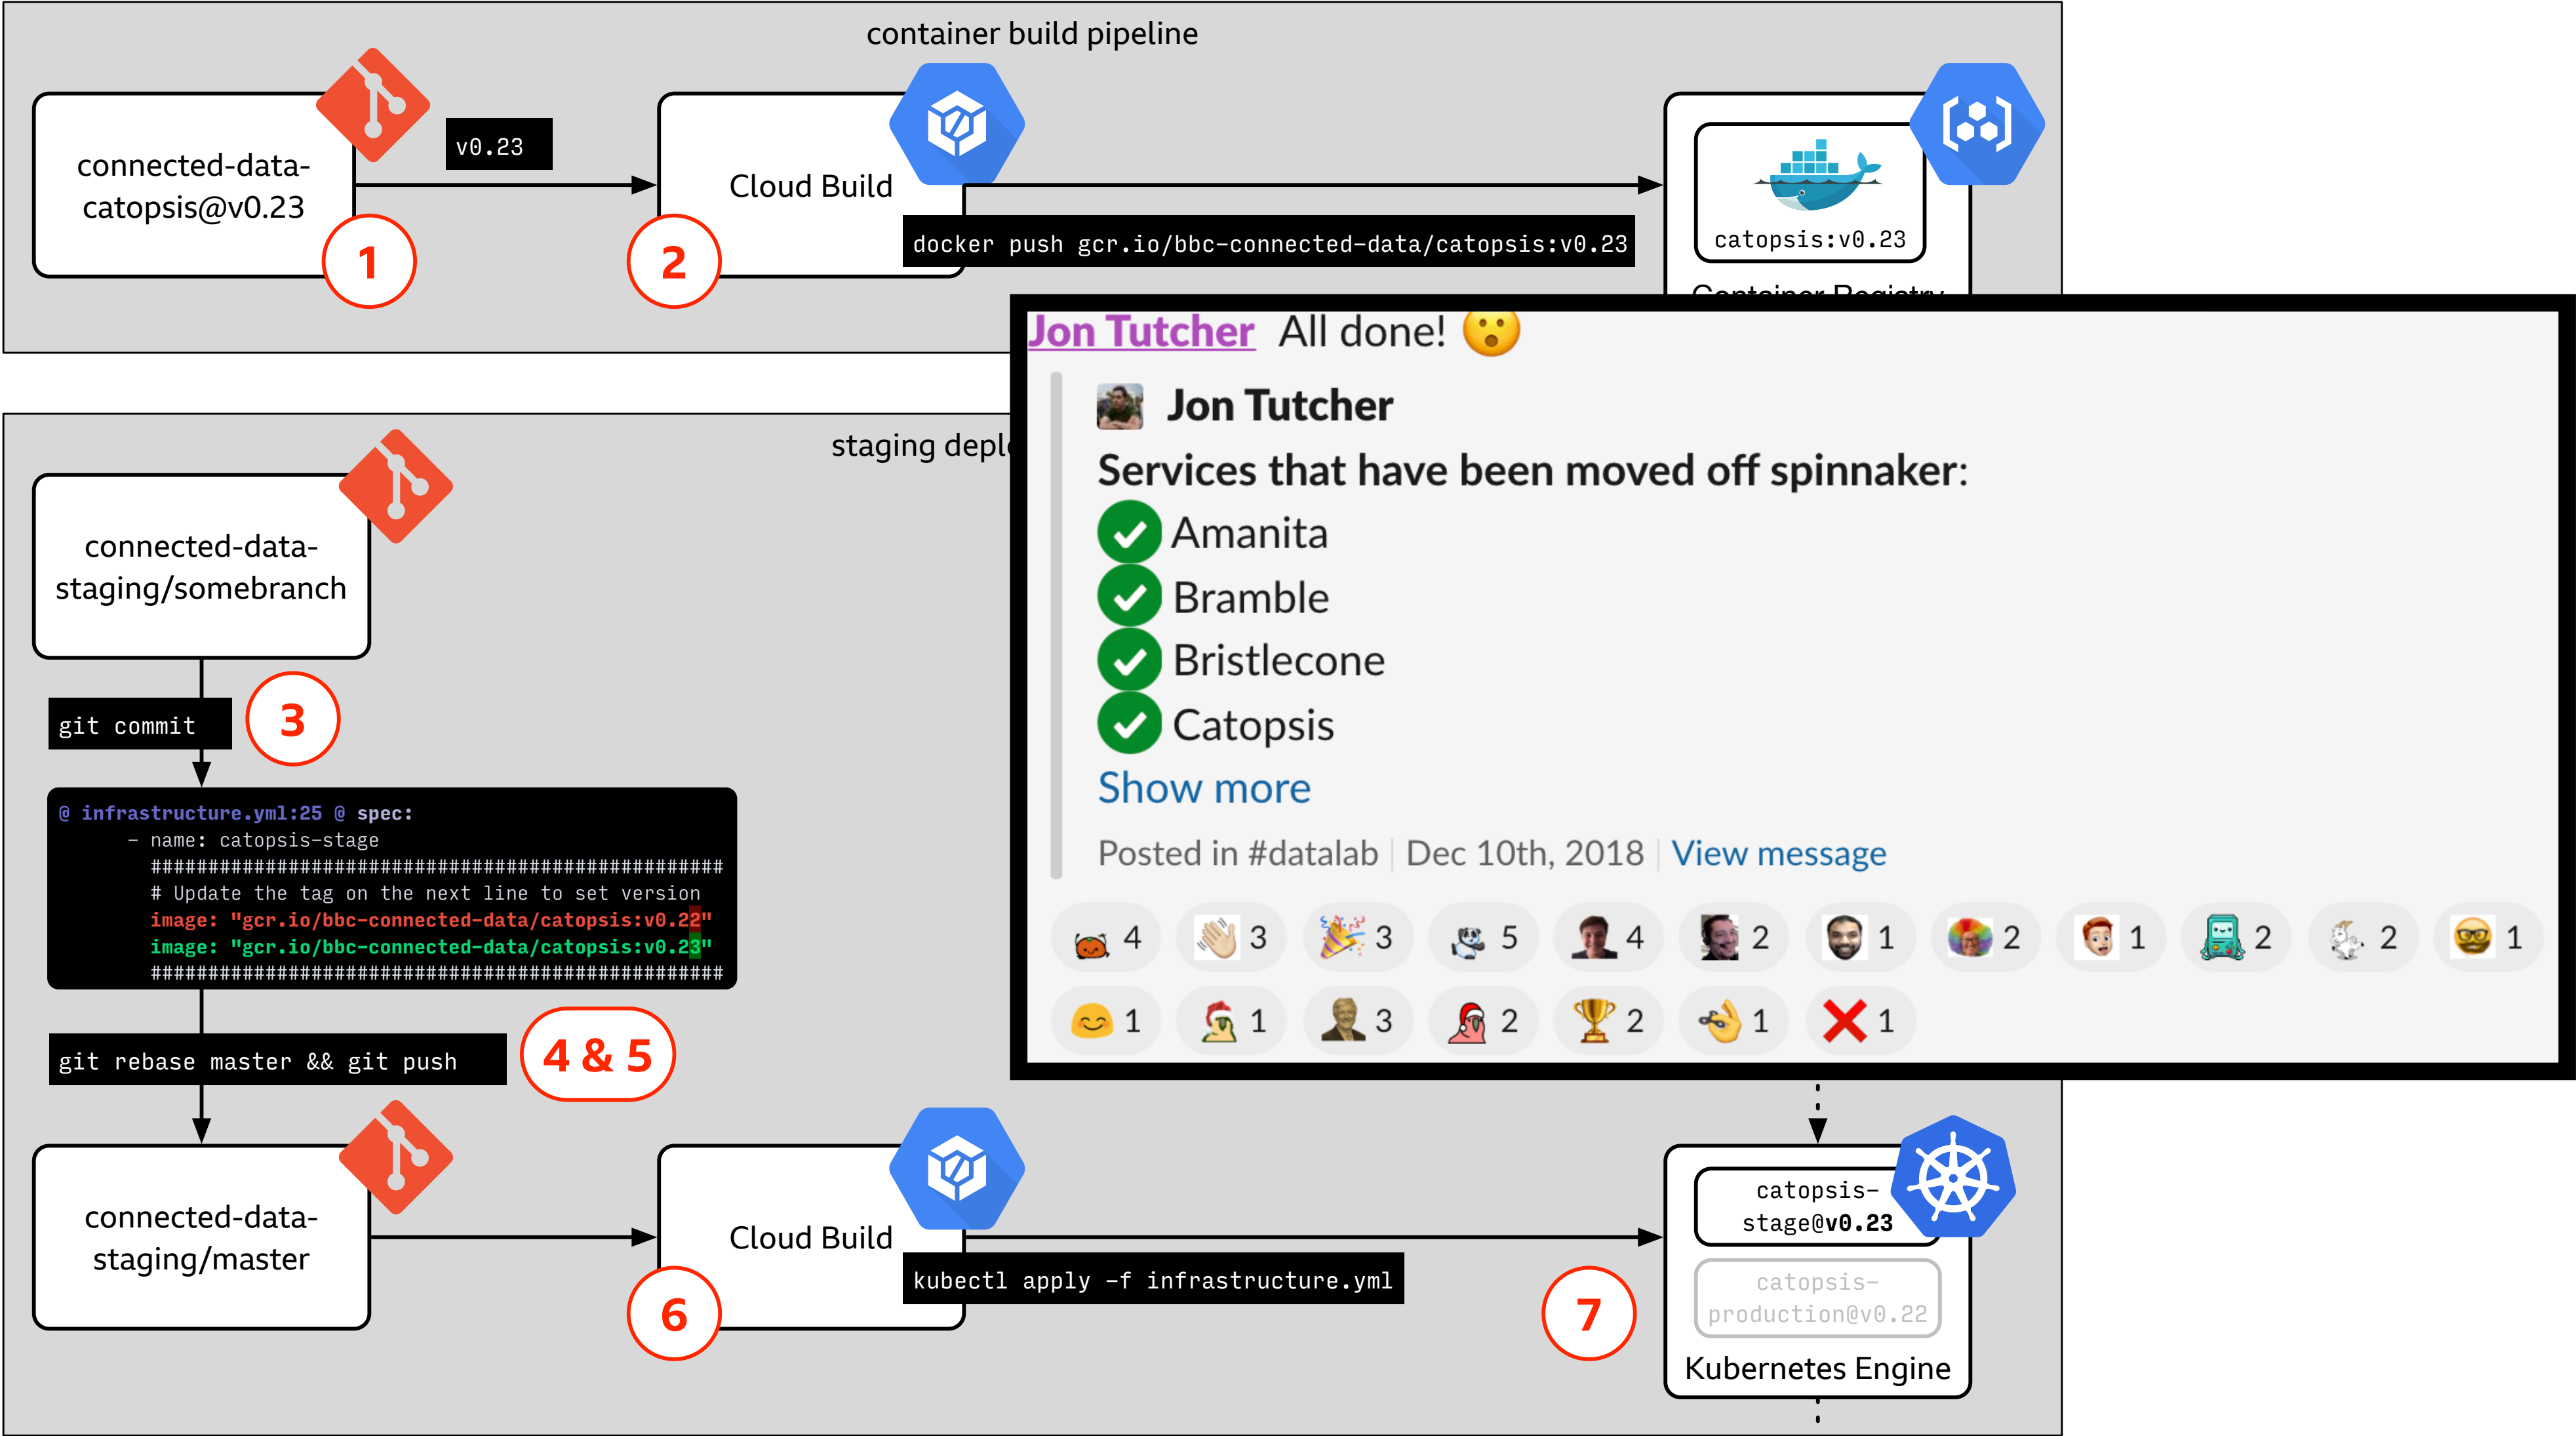 container build pipeline
connected-data-
catopsis@v0.23
1
v0.23
Cloud Build
2
docker push gcr.io/bbc-connected-data/catopsis:v0.23
catopsis:v0.23
Container Registry
staging
connected-data-
staging/somebranch
3
git commit
@ infrastructure.yml:25 @ spec:
- name: catopsis-stage
##################################################
# Update the tag on the next line to set version
image: "gcr.io/bbc-connected-data/catopsis:v0.22"
image: "gcr.io/bbc-connected-data/catopsis:v0.23"
##################################################
git rebase master && git push
4 & 5
connected-data-
staging/master
Cloud Build
6
kubectl apply -f infrastructure.yml
7
catopsis-
stage@v0.23
catopsis-
production@v0.22
Kubernetes Engine
Jon Tutcher All done!
Jon Tutcher
Services that have been moved off spinnaker:
Amanita
Bramble
Bristlecone
Catopsis
Show more
Posted in #datalab | Dec 10th, 2018 | View message
4 3 3 5 4 2 1 2 1 2 2 1
1 1 3 2 2 1 1